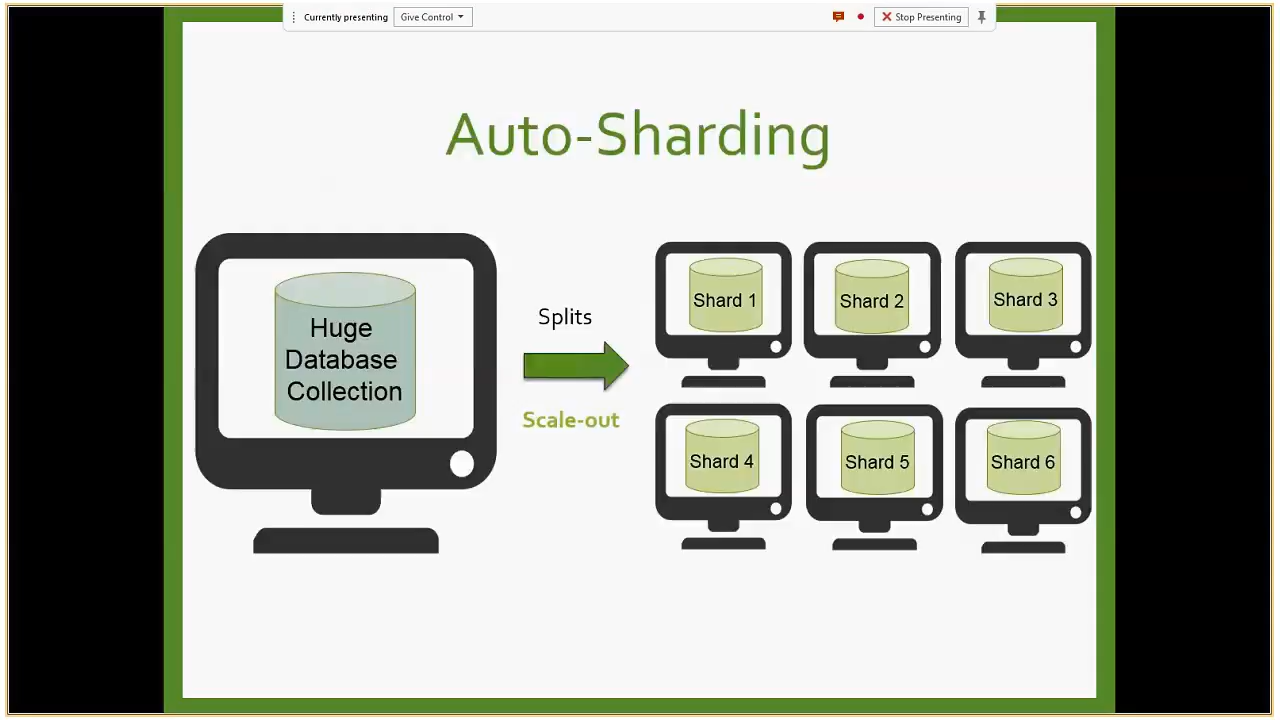 Currently presenting
Give Control
Stop Presenting
Auto-Sharding
Huge
Database
Collection
Splits
Scale-out
Shard 1
Shard 2
Shard 3
Shard 4
Shard 5
Shard 6